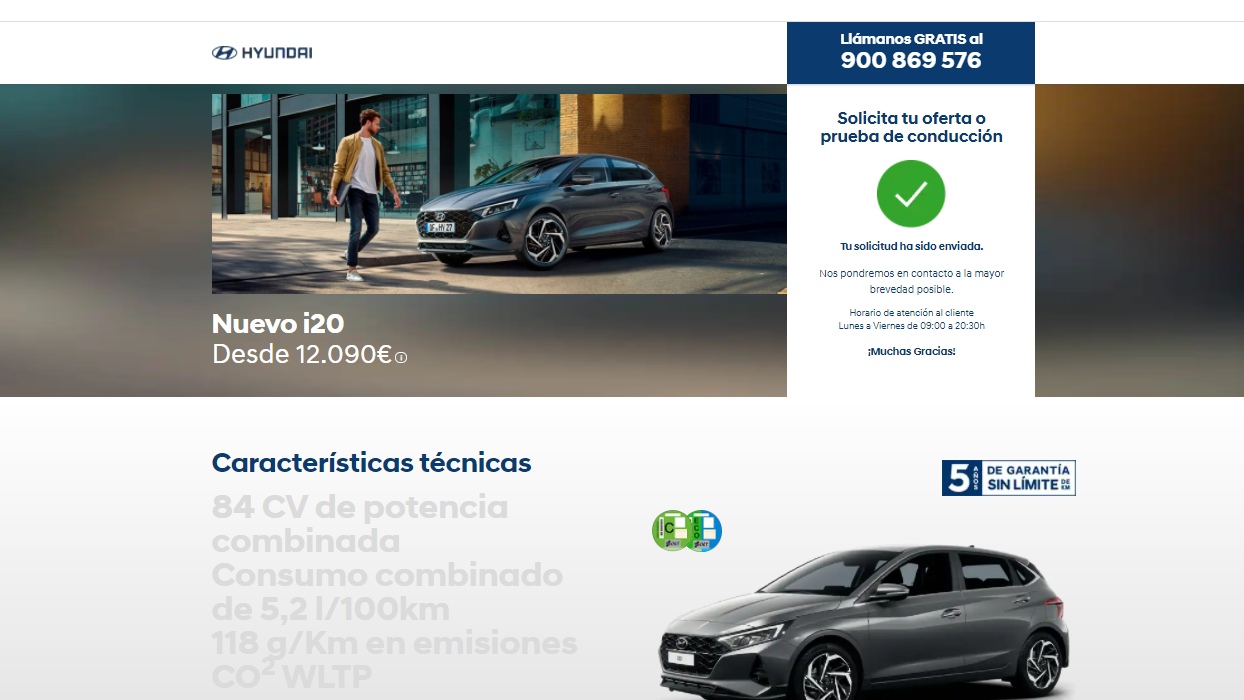 HYUNDAI
Llámanos GRATIS al
900 869 576
Solicita tu oferta o
prueba de conducción
Tu solicitud ha sido enviada.
Nos pondremos en contacto a la mayor
brevedad posible.
Horario de atención al cliente
Lunes a Viernes de 09:00 a 20:30h
¡Muchas Gracias!
Nuevo i20
Desde 12.090€
Características técnicas
84 CV de potencia
combinada
Consumo combinado
de 5,2 l/100km
118 g/Km en emisiones
CO² WLTP
5 AÑOS
DE GARANTÍA
SIN LÍMITE DE KM
C
ECO